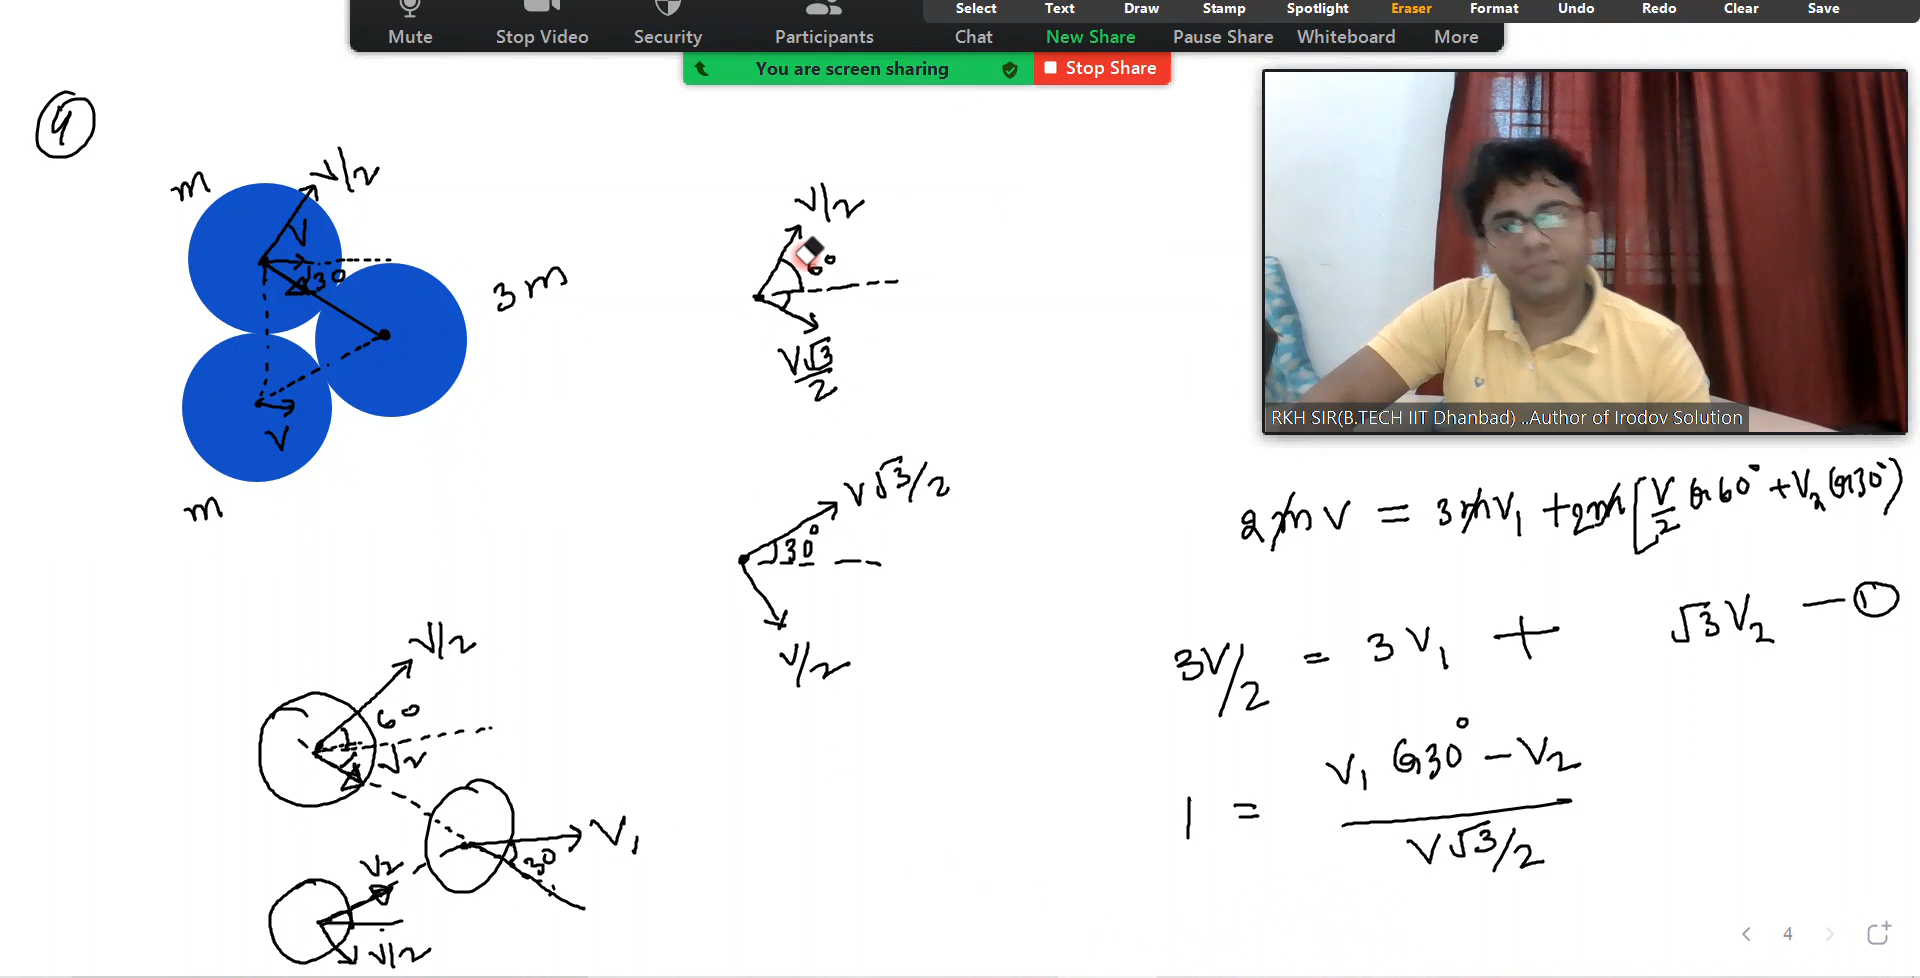 Select Text Draw Stamp Spotlight Eraser Format Undo Redo Clear Save
Mute Stop Video Security Participants Chat New Share Pause Share Whiteboard More
You are screen sharing Stop Share
4
m
V/2
V
30
3m
V
m
V/2
60
V√3/2
V√3/2
30°
V/2
RKH SIR(B.TECH IIT Dhanbad) ..Author of Irodov Solution
2mV = 3mV₁ + 2m[V/2 Cos60° + V₂ Cos30°)
3V/2 = 3V₁ + √3V₂ — ①
1 = (V₁ Cos30° − V₂) / (V√3/2)
V/2
60
V₂
V₁
30
V₂
V/2
4